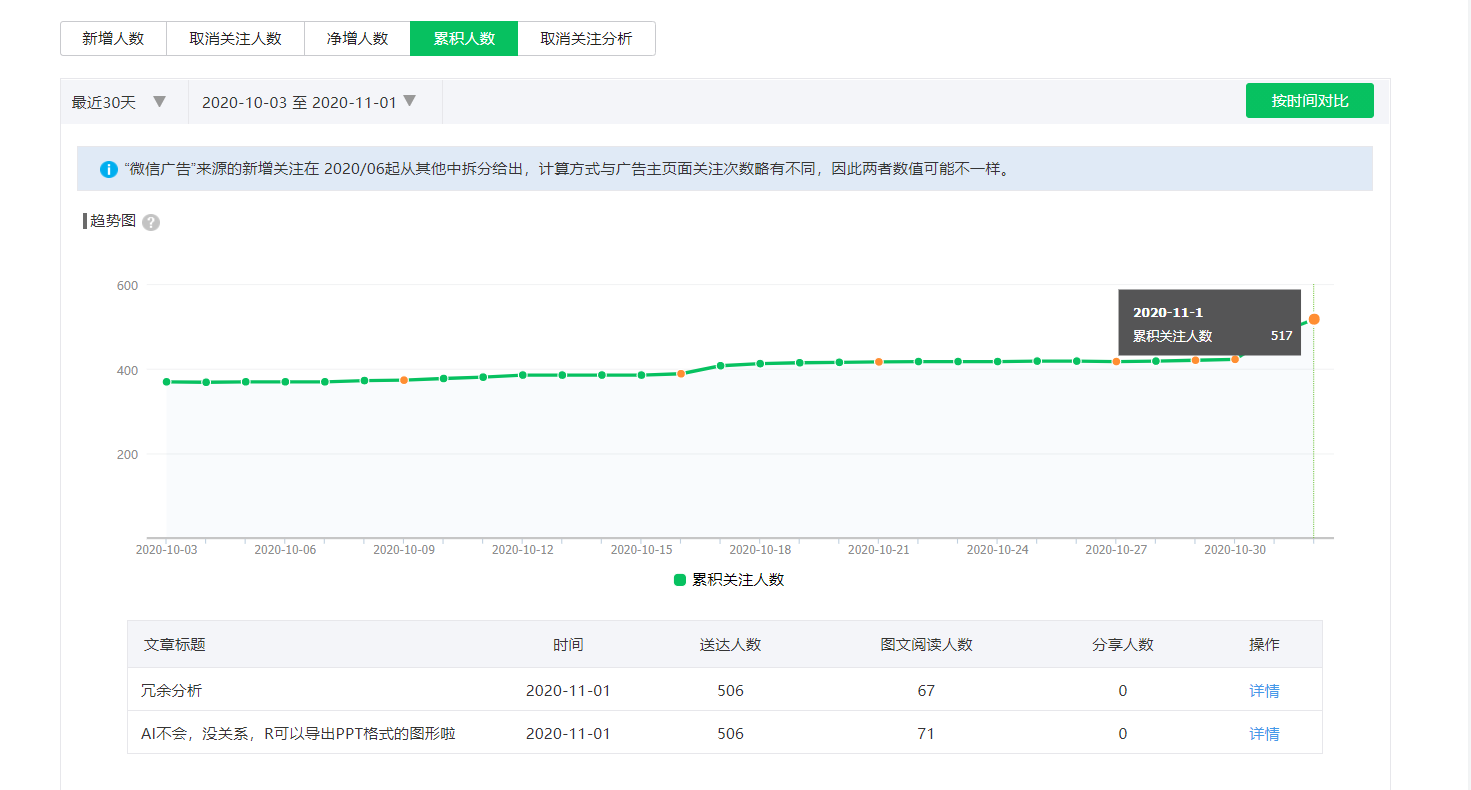 新增人数 取消关注人数 净增人数 累积人数 取消关注分析
最近30天 2020-10-03 至 2020-11-01 按时间对比
“微信广告”来源的新增关注在 2020/06起从其他中拆分给出，计算方式与广告主页面关注次数略有不同，因此两者数值可能不一样。
趋势图 ?
600
2020-11-1
累积关注人数 517
400
200
2020-10-03 2020-10-06 2020-10-09 2020-10-12 2020-10-15 2020-10-18 2020-10-21 2020-10-24 2020-10-27 2020-10-30
累积关注人数
文章标题 时间 送达人数 图文阅读人数 分享人数 操作
冗余分析 2020-11-01 506 67 0 详情
AI不会，没关系，R可以导出PPT格式的图形啦 2020-11-01 506 71 0 详情